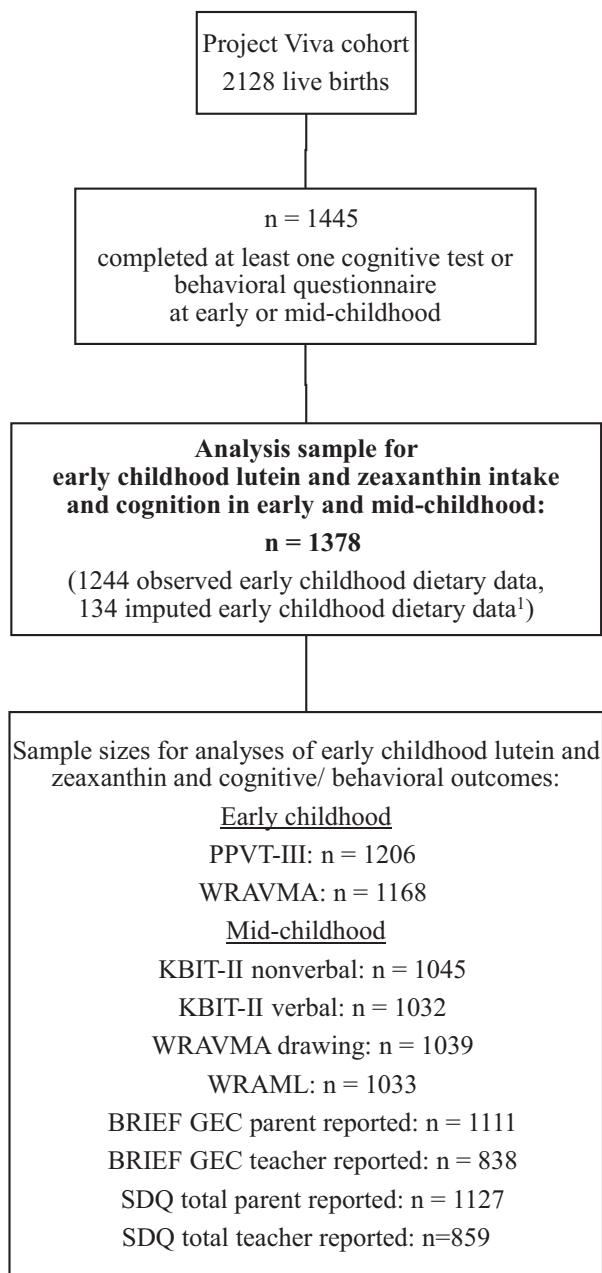 Project Viva cohort
2128 live births
n = 1445
completed at least one cognitive test or
behavioral questionnaire
at early or mid-childhood
Analysis sample for
early childhood lutein and zeaxanthin intake
and cognition in early and mid-childhood:
n = 1378
(1244 observed early childhood dietary data,
134 imputed early childhood dietary data¹)
Sample sizes for analyses of early childhood lutein and
zeaxanthin and cognitive/ behavioral outcomes:
Early childhood
PPVT-III: n = 1206
WRAVMA: n = 1168
Mid-childhood
KBIT-II nonverbal: n = 1045
KBIT-II verbal: n = 1032
WRAVMA drawing: n = 1039
WRAML: n = 1033
BRIEF GEC parent reported: n = 1111
BRIEF GEC teacher reported: n = 838
SDQ total parent reported: n = 1127
SDQ total teacher reported: n=859